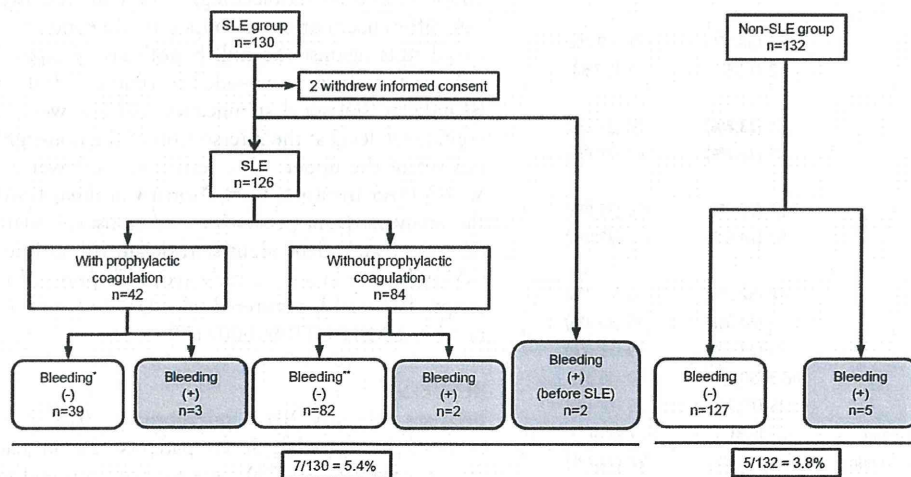 SLE group
n=130
Non-SLE group
n=132
2 withdrew informed consent
SLE
n=126
With prophylactic
coagulation
n=42
Without prophylactic
coagulation
n=84
Bleeding*
(-)
n=39
Bleeding
(+)
n=3
Bleeding**
(-)
n=82
Bleeding
(+)
n=2
Bleeding
(+)
(before SLE)
n=2
Bleeding
(-)
n=127
Bleeding
(+)
n=5
7/130 = 5.4%
5/132 = 3.8%